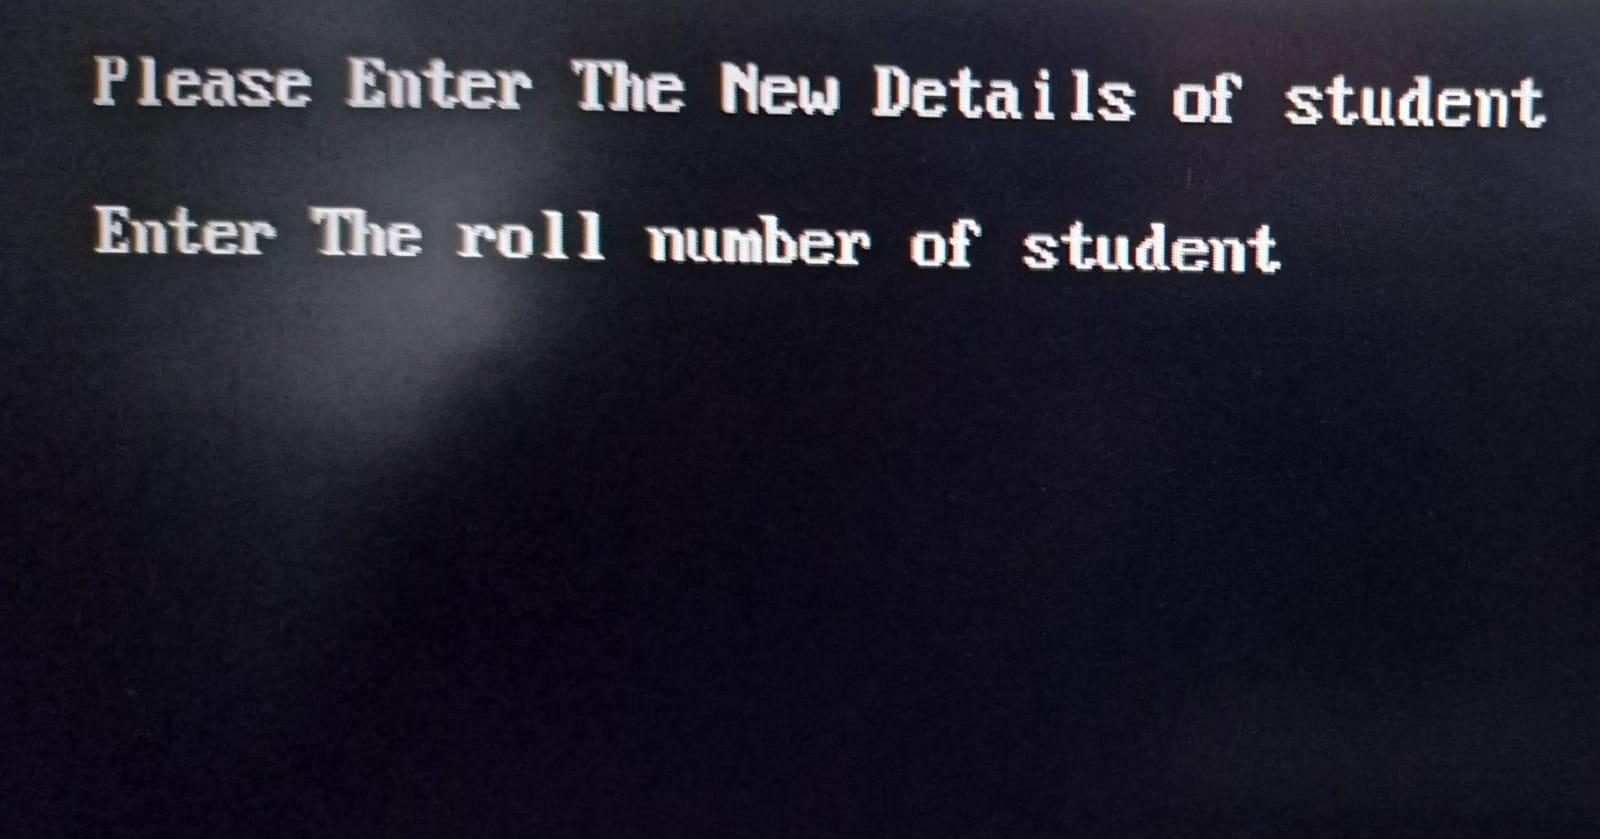 Please Enter The New Details of student
Enter The roll number of student